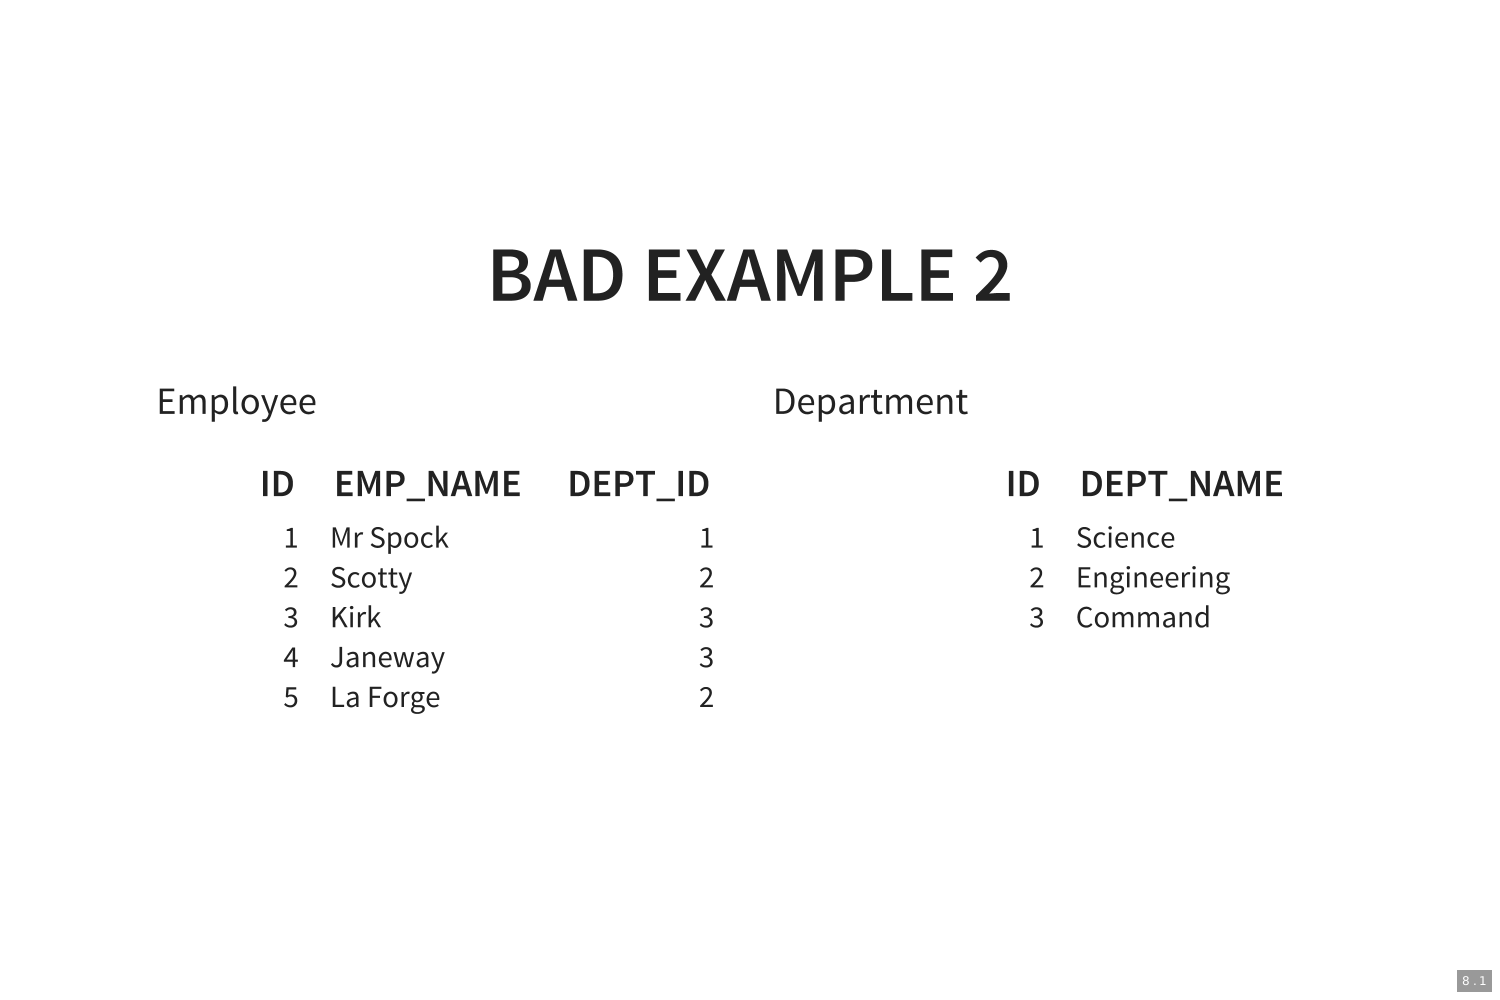 BAD EXAMPLE 2
Employee
ID EMP_NAME DEPT_ID
1 Mr Spock 1
2 Scotty 2
3 Kirk 3
4 Janeway 3
5 La Forge 2
Department
ID DEPT_NAME
1 Science
2 Engineering
3 Command
8.1